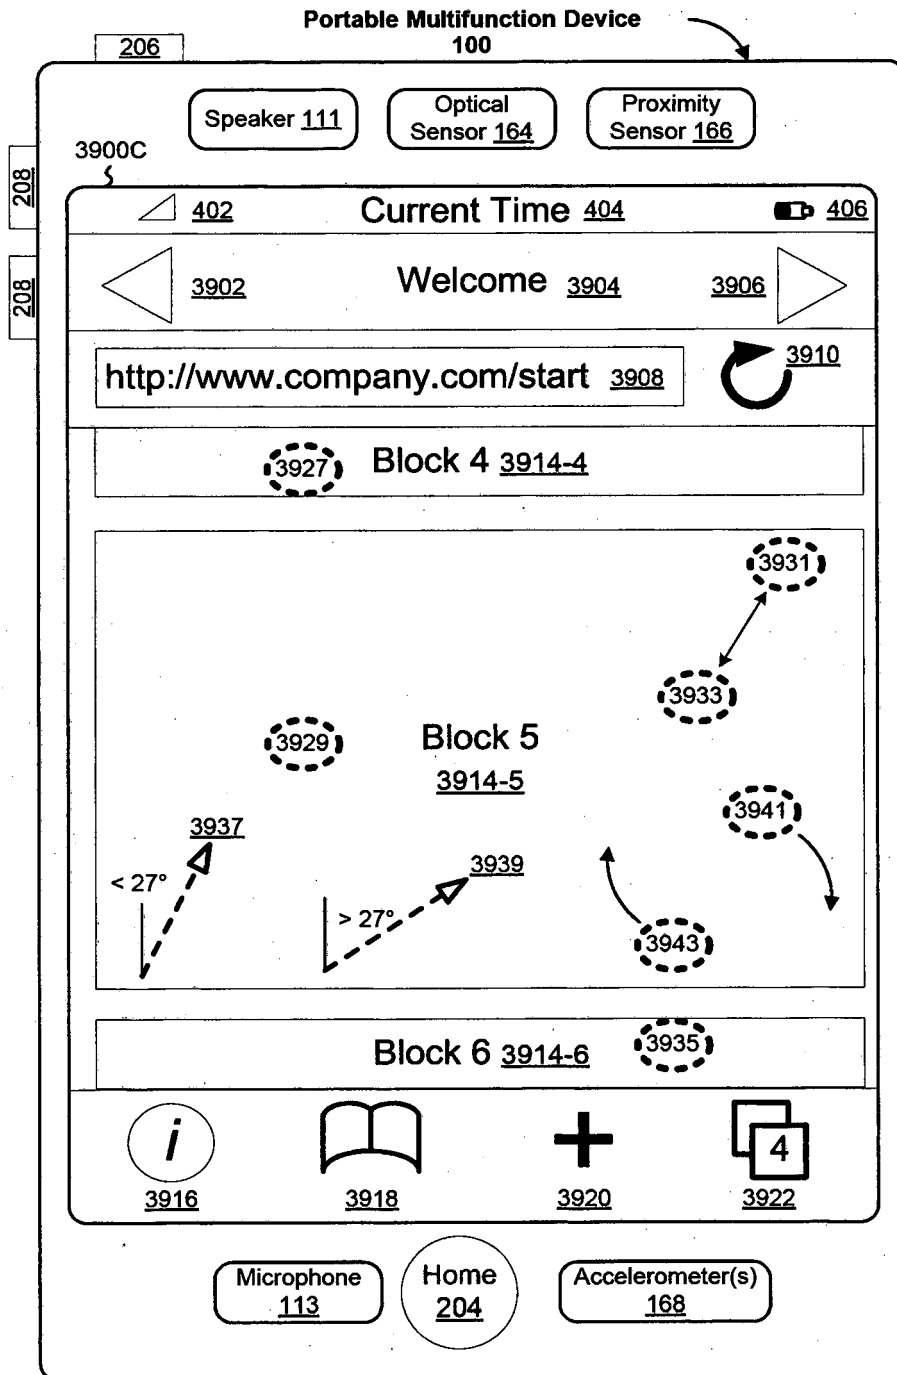 Portable Multifunction Device
100
206
Speaker 111
Optical
Sensor 164
Proximity
Sensor 166
3900C
208
208
402
Current Time 404
406
3902
Welcome 3904
3906
http://www.company.com/start 3908
3910
3927
Block 4 3914-4
3931
3933
3929
Block 5
3914-5
3941
3937
< 27°
3939
> 27°
3943
Block 6 3914-6
3935
i
4
3916
3918
3920
3922
Microphone
113
Home
204
Accelerometer(s)
168